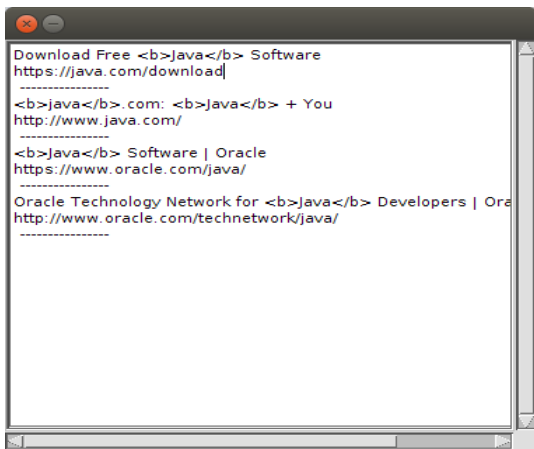 Download Free <b>Java</b> Software
https://java.com/download
----------------
<b>java</b>.com: <b>Java</b> + You
http://www.java.com/
----------------
<b>Java</b> Software | Oracle
https://www.oracle.com/java/
----------------
Oracle Technology Network for <b>Java</b> Developers | Ora
http://www.oracle.com/technetwork/java/
----------------